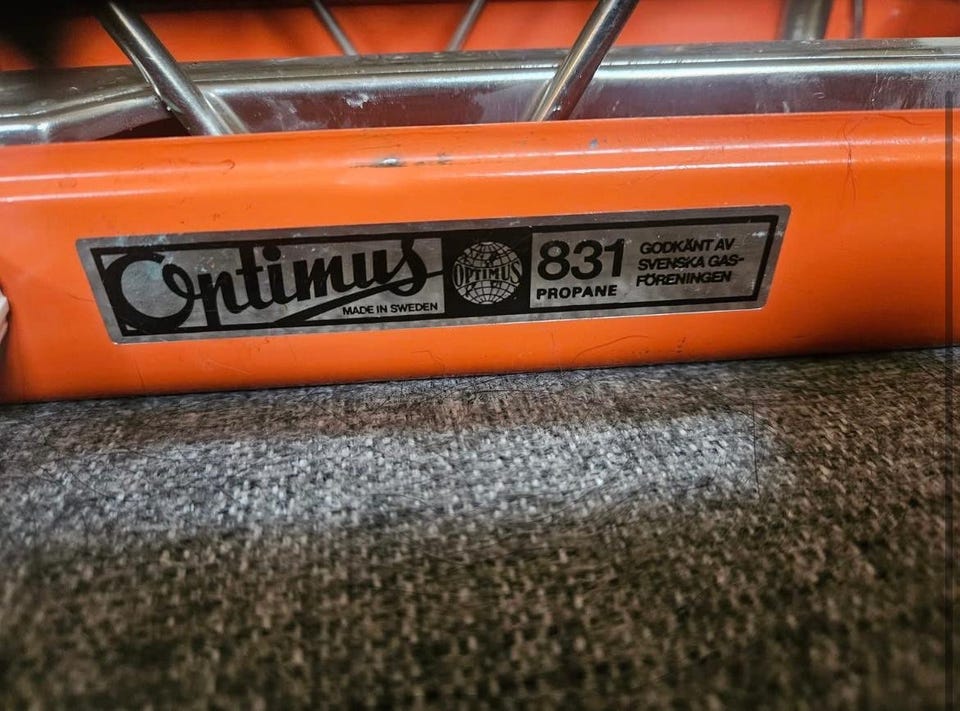 Optimus
MADE IN SWEDEN
OPTIMUS
831
PROPANE
GODKÄNT AV
SVENSKA GAS-
FÖRENINGEN